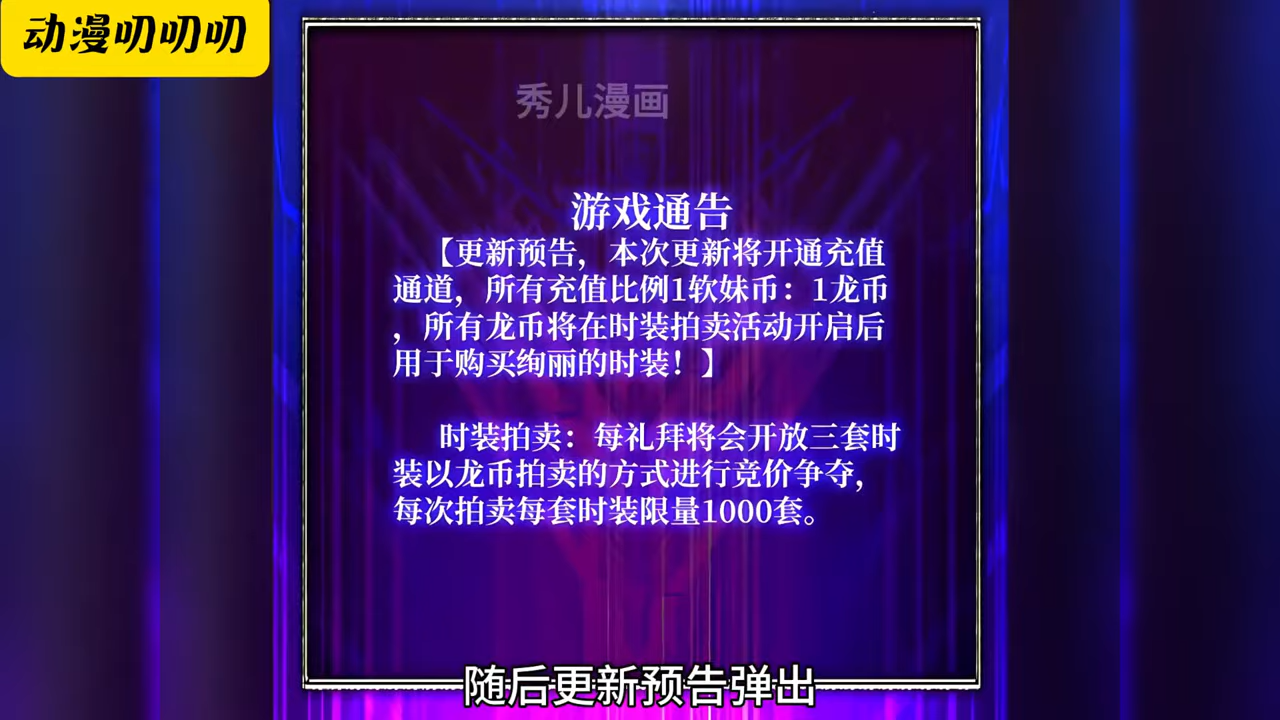 动漫叨叨叨
秀儿漫画
游戏通告
【更新预告，本次更新将开通充值
通道，所有充值比例1软妹币：1龙币
，所有龙币将在时装拍卖活动开启后
用于购买绚丽的时装！】
时装拍卖：每礼拜将会开放三套时
装以龙币拍卖的方式进行竞价争夺，
每次拍卖每套时装限量1000套。
随后更新预告弹出